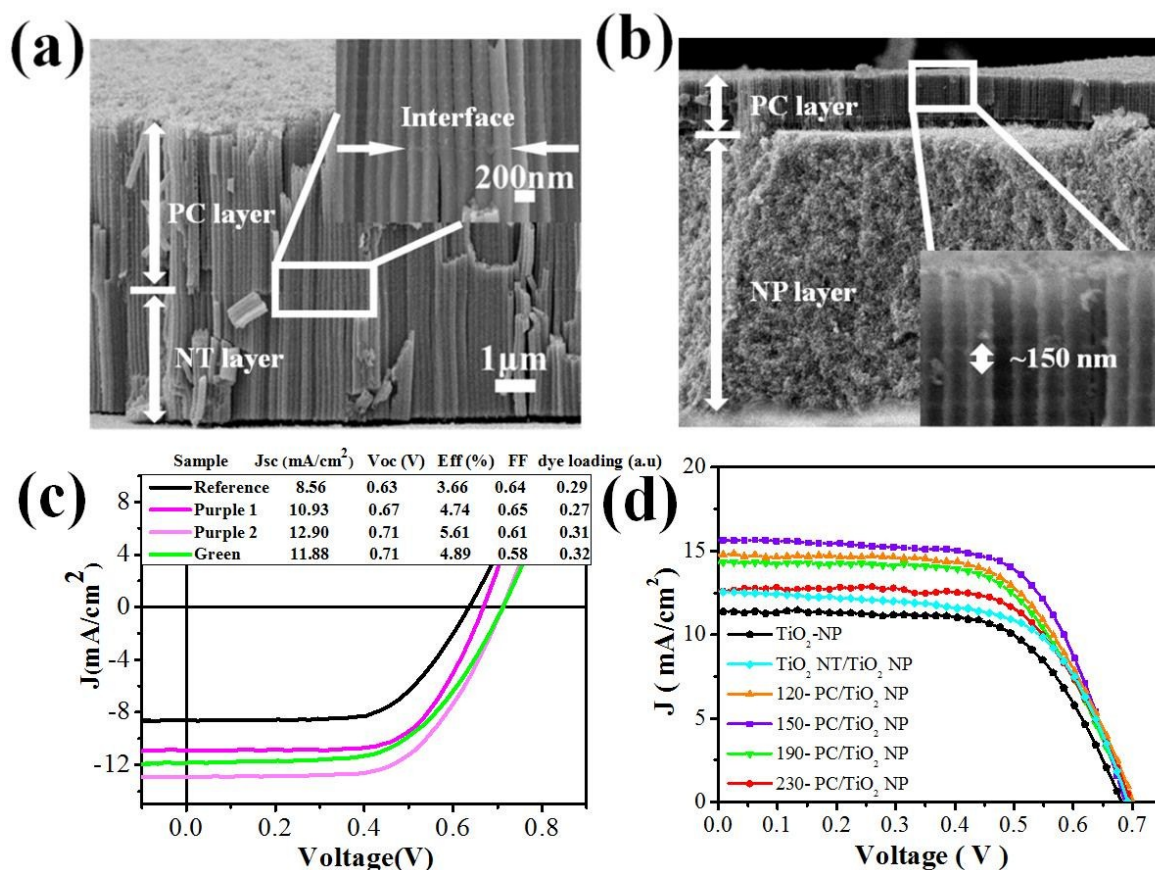 (a)
Interface
200nm
PC layer
NT layer
1μm
(b)
PC layer
NP layer
~150 nm
(c)
Sample Jsc (mA/cm²) Voc (V) Eff (%) FF dye loading (a.u)
Reference 8.56 0.63 3.66 0.64 0.29
Purple 1 10.93 0.67 4.74 0.65 0.27
Purple 2 12.90 0.71 5.61 0.61 0.31
Green 11.88 0.71 4.89 0.58 0.32
8
4
0
-4
-8
-12
J(mA/cm²
0.0 0.2 0.4 0.6 0.8
Voltage(V)
(d)
20
15
10
5
0
J ( mA/cm²)
TiO₂-NP
TiO₂ NT/TiO₂ NP
120- PC/TiO₂ NP
150- PC/TiO₂ NP
190- PC/TiO₂ NP
230- PC/TiO₂ NP
0.0 0.1 0.2 0.3 0.4 0.5 0.6 0.7
Voltage ( V )